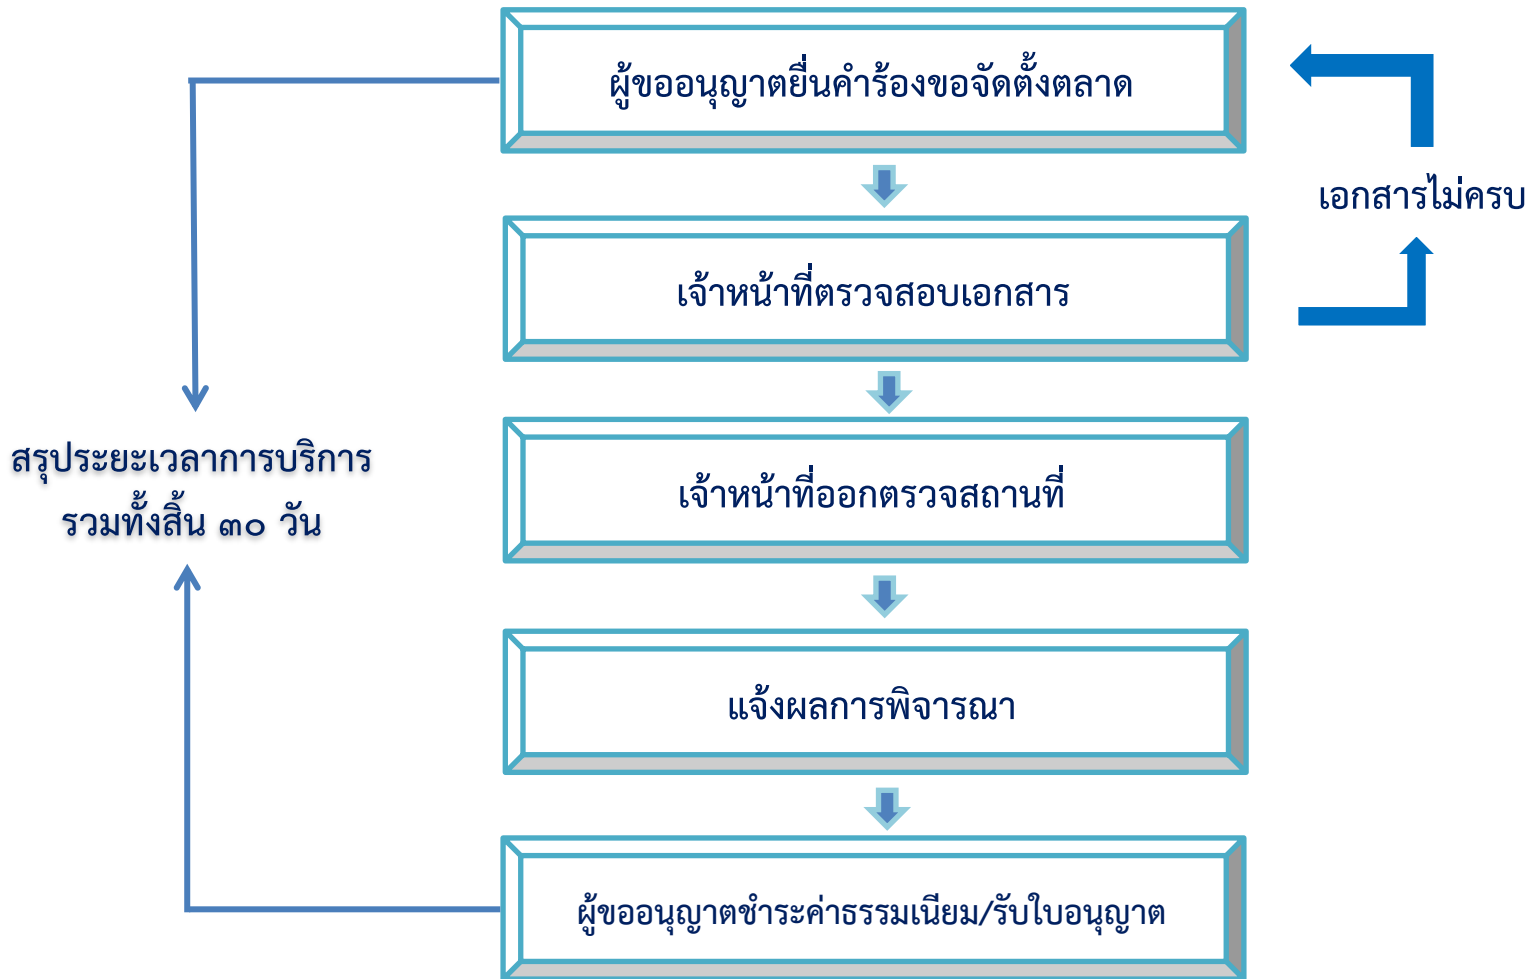 ผู้ขออนุญาตยื่นคำร้องขอจัดตั้งตลาด
เอกสารไม่ครบ
เจ้าหน้าที่ตรวจสอบเอกสาร
สรุประยะเวลาการบริการ
รวมทั้งสิ้น ๓๐ วัน
เจ้าหน้าที่ออกตรวจสถานที่
แจ้งผลการพิจารณา
ผู้ขออนุญาตชำระค่าธรรมเนียม/รับใบอนุญาต